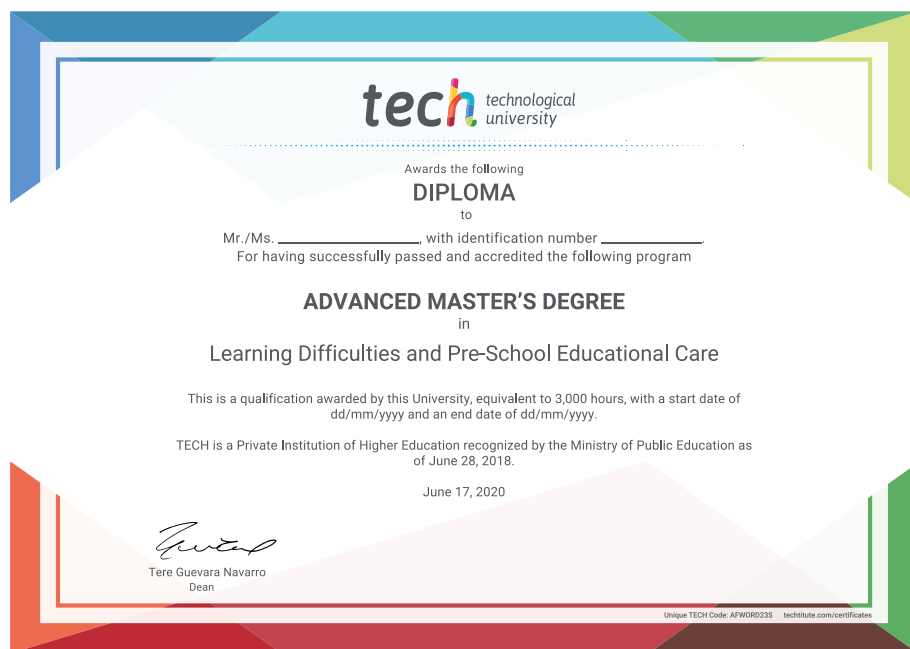 tech technological
university
Awards the following
DIPLOMA
to
Mr./Ms. ________________, with identification number _____________.
For having successfully passed and accredited the following program
ADVANCED MASTER'S DEGREE
in
Learning Difficulties and Pre-School Educational Care
This is a qualification awarded by this University, equivalent to 3,000 hours, with a start date of
dd/mm/yyyy and an end date of dd/mm/yyyy.
TECH is a Private Institution of Higher Education recognized by the Ministry of Public Education as
of June 28, 2018.
June 17, 2020
Tere Guevara Navarro
Dean
Unique TECH Code: AFWORD23S techtitute.com/certificates